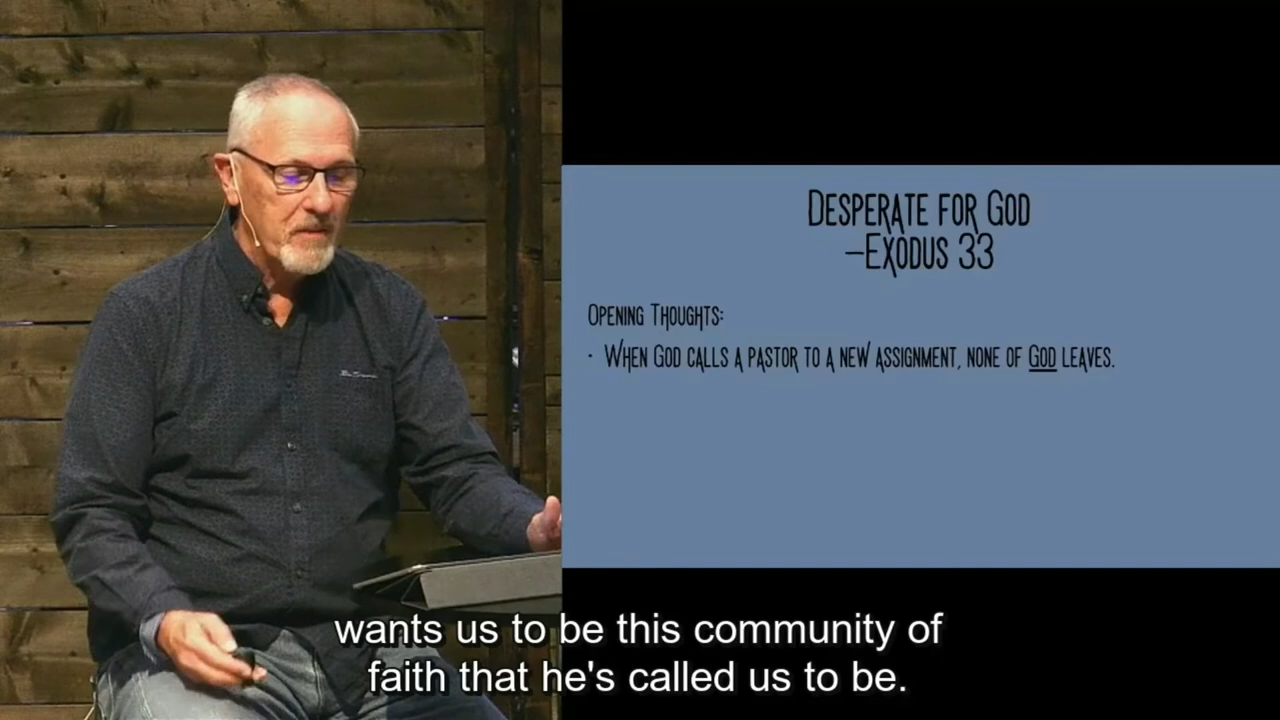 DESPERATE FOR GOD
–EXODUS 33
OPENING THOUGHTS:
· WHEN GOD CALLS A PASTOR TO A NEW ASSIGNMENT, NONE OF GOD LEAVES.
wants us to be this community of
faith that he's called us to be.